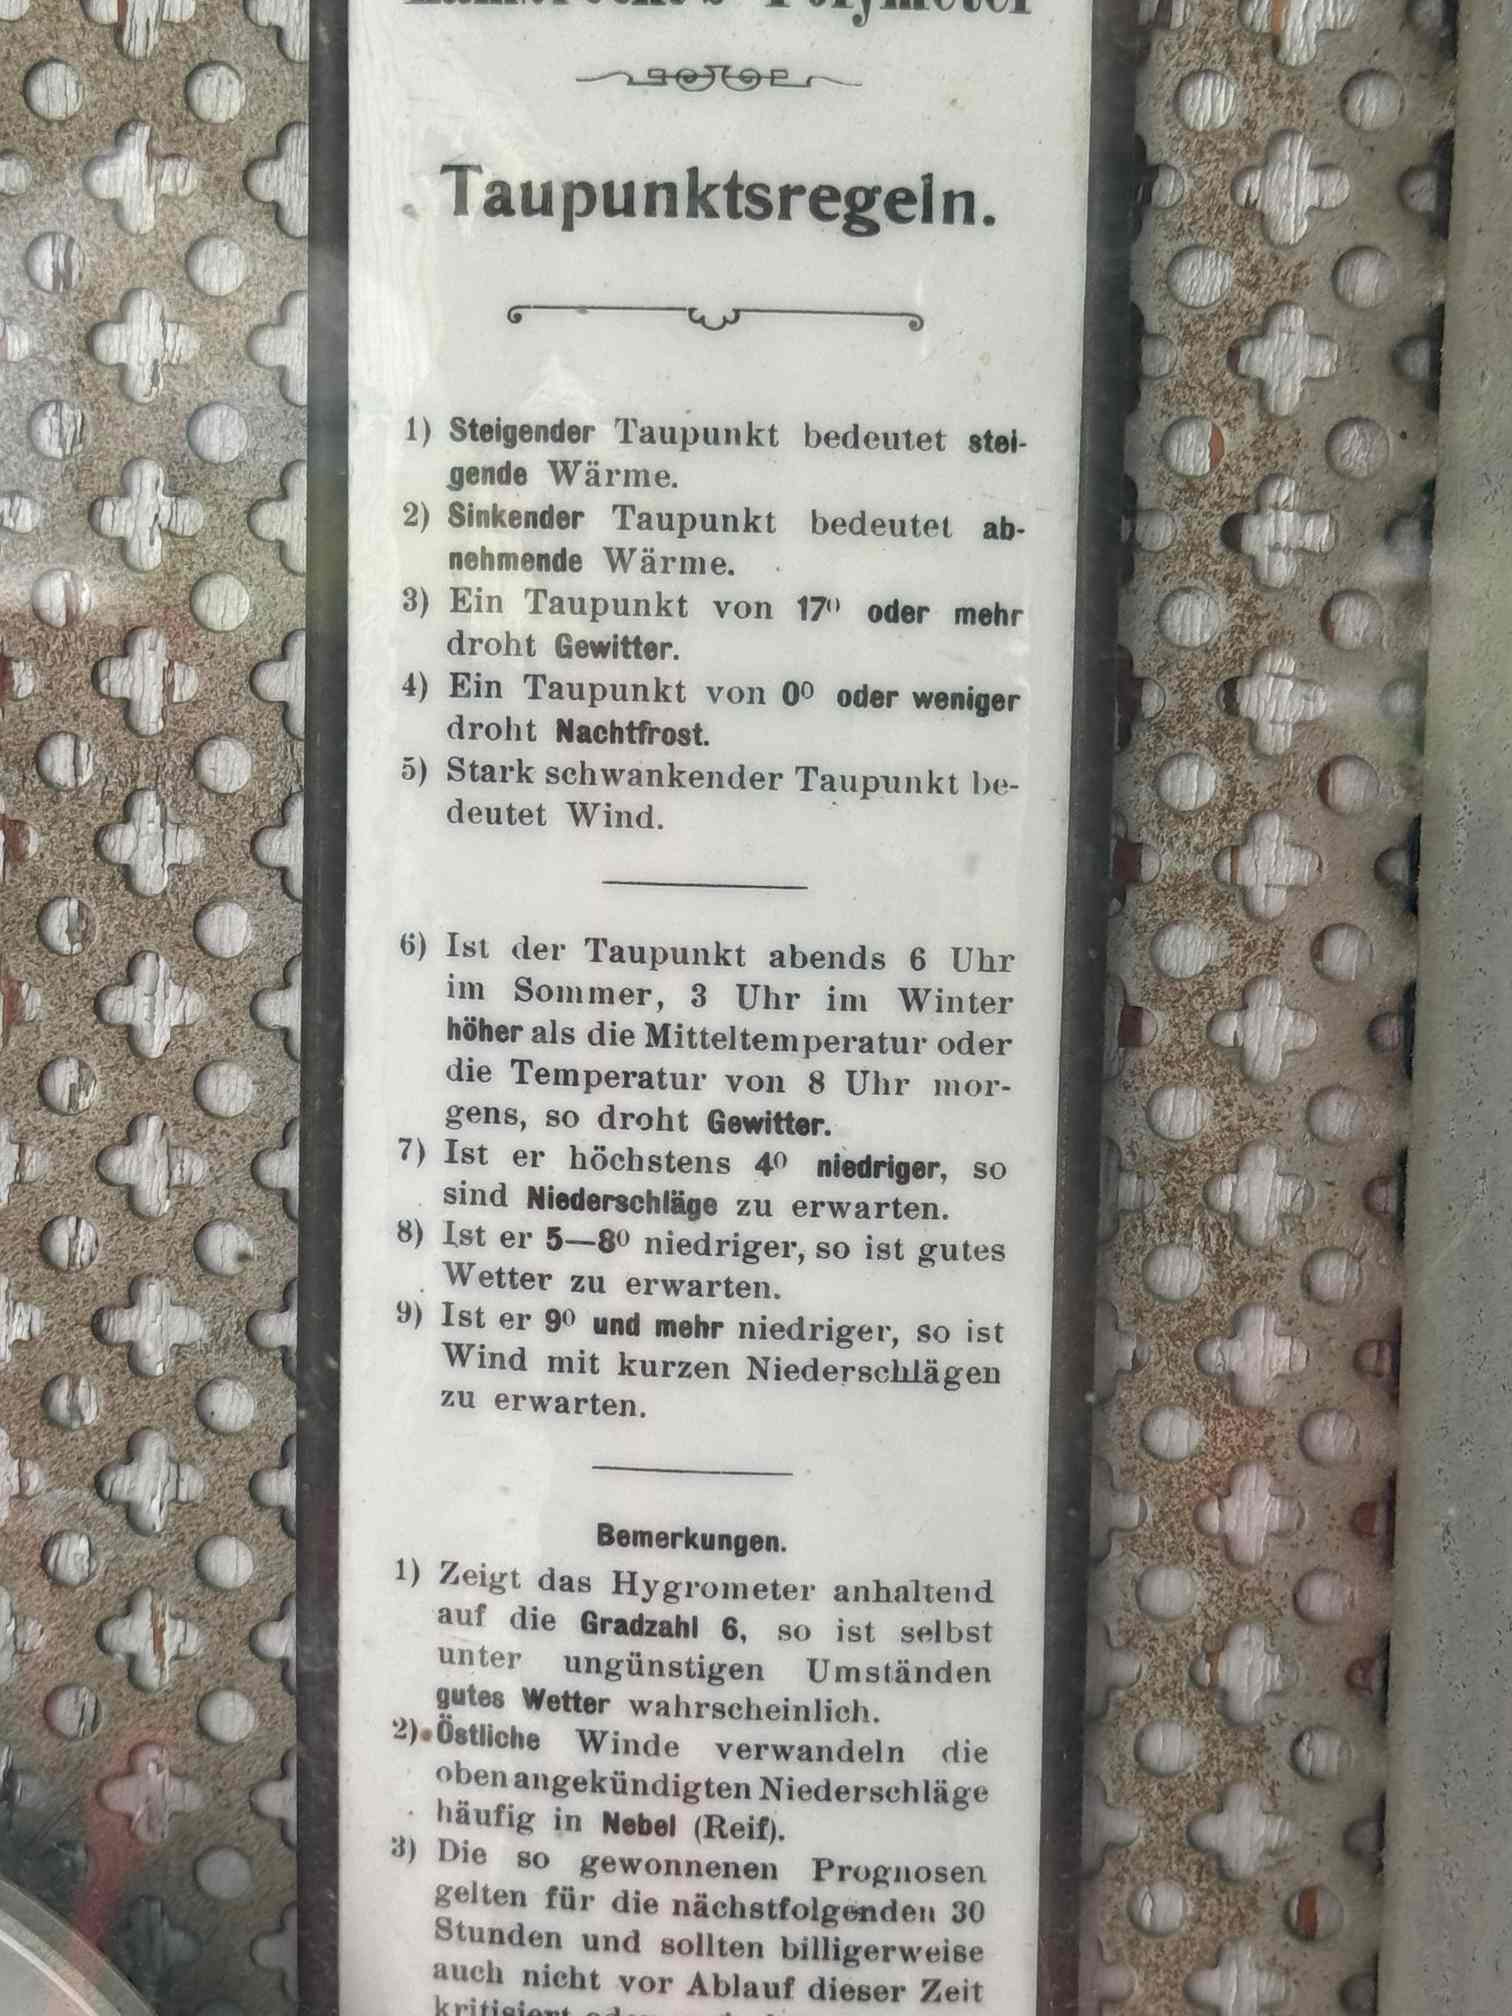 Lambrecht's Polymeter
Taupunktsregeln.
1) Steigender Taupunkt bedeutet stei-
gende Wärme.
2) Sinkender Taupunkt bedeutet ab-
nehmende Wärme.
3) Ein Taupunkt von 17⁰ oder mehr
droht Gewitter.
4) Ein Taupunkt von 0⁰ oder weniger
droht Nachtfrost.
5) Stark schwankender Taupunkt be-
deutet Wind.
6) Ist der Taupunkt abends 6 Uhr
im Sommer, 3 Uhr im Winter
höher als die Mitteltemperatur oder
die Temperatur von 8 Uhr mor-
gens, so droht Gewitter.
7) Ist er höchstens 4⁰ niedriger, so
sind Niederschläge zu erwarten.
8) Ist er 5—8⁰ niedriger, so ist gutes
Wetter zu erwarten.
9) Ist er 9⁰ und mehr niedriger, so ist
Wind mit kurzen Niederschlägen
zu erwarten.
Bemerkungen.
1) Zeigt das Hygrometer anhaltend
auf die Gradzahl 6, so ist selbst
unter ungünstigen Umständen
gutes Wetter wahrscheinlich.
2) Östliche Winde verwandeln die
oben angekündigten Niederschläge
häufig in Nebel (Reif).
3) Die so gewonnenen Prognosen
gelten für die nächstfolgenden 30
Stunden und sollten billigerweise
auch nicht vor Ablauf dieser Zeit
kritisiert